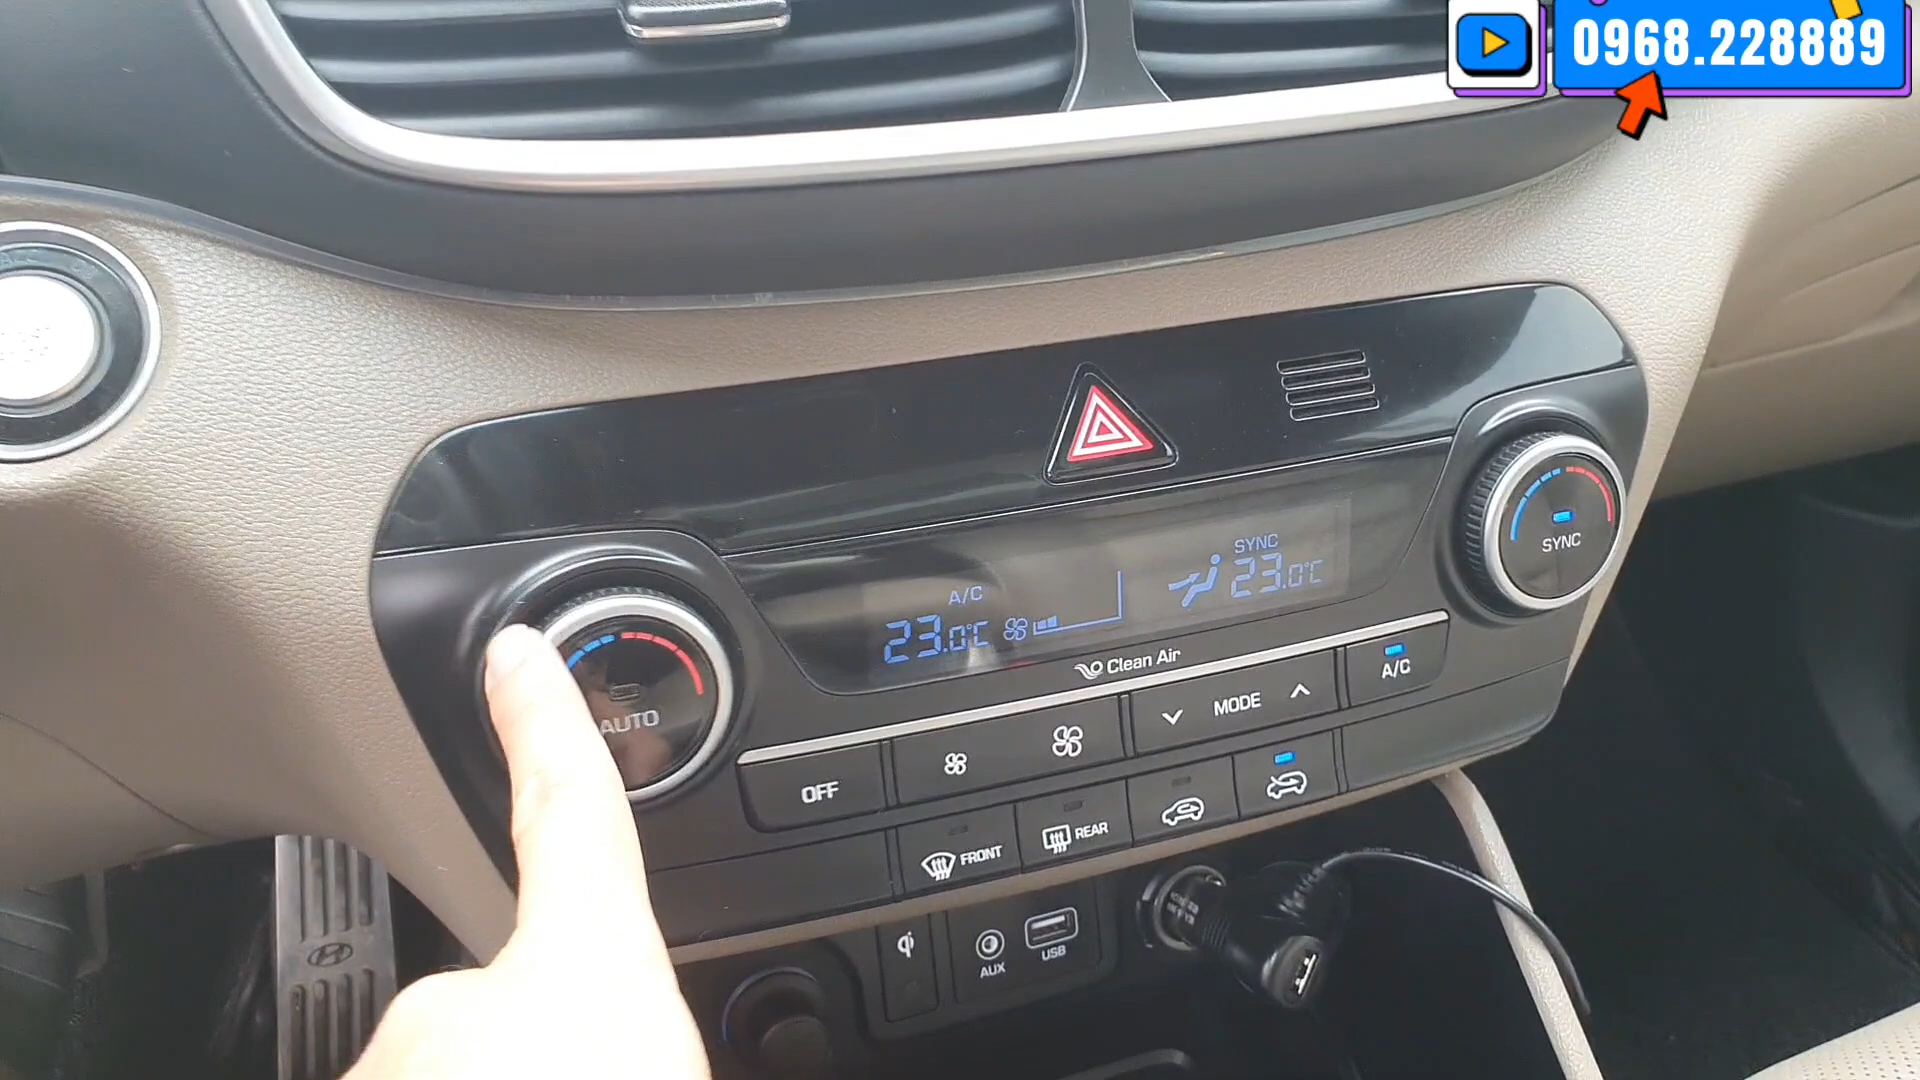 0968.228889
SYNC
A/C
23.0°C
SYNC
23.0°C
Clean Air
AUTO
OFF
MODE
A/C
FRONT
REAR
AUX
USB